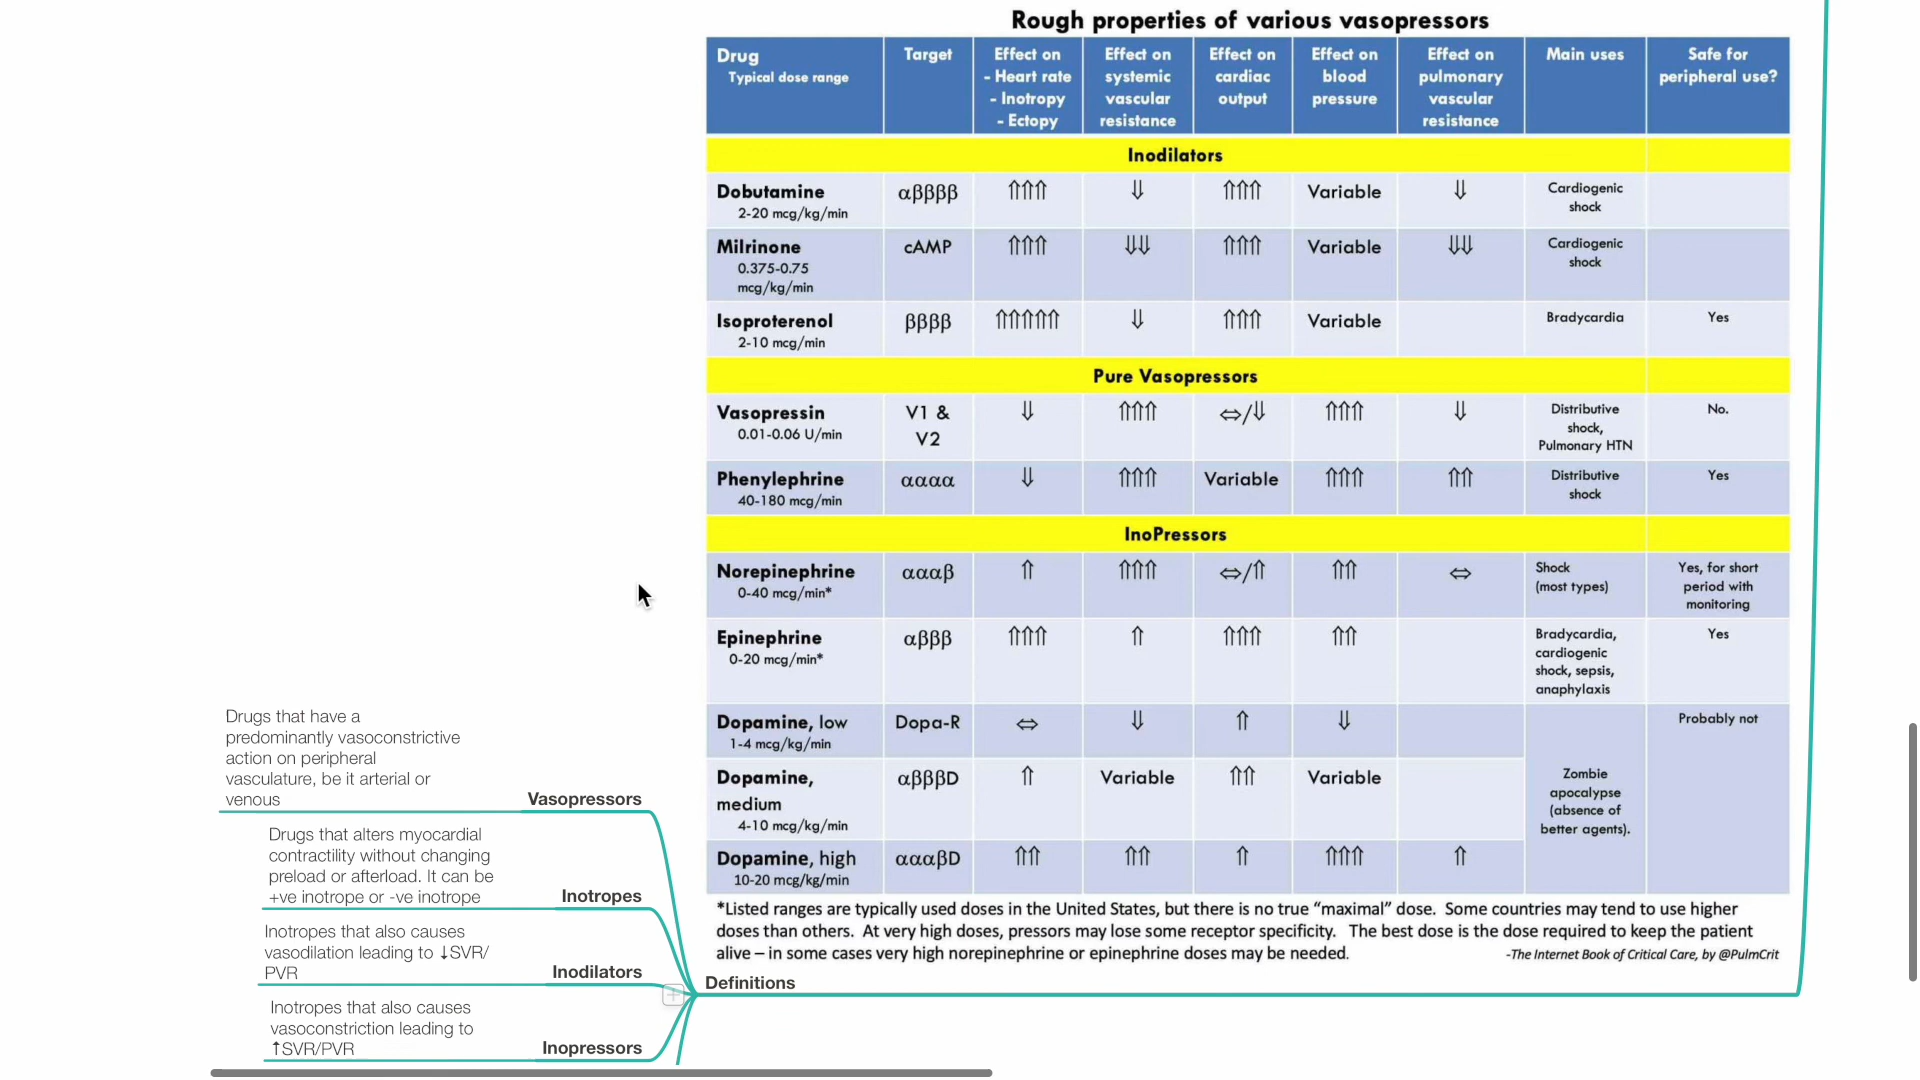 Rough properties of various vasopressors
Drug
Typical dose range
Target
Effect on
- Heart rate
- Inotropy
- Ectopy
Effect on
systemic
vascular
resistance
Effect on
cardiac
output
Effect on
blood
pressure
Effect on
pulmonary
vascular
resistance
Main uses
Safe for
peripheral use?
Inodilators
Dobutamine
2-20 mcg/kg/min
αββββ
⇑⇑⇑
⇓
⇑⇑⇑
Variable
⇓
Cardiogenic
shock
Milrinone
0.375-0.75
mcg/kg/min
cAMP
⇑⇑⇑
⇓⇓
⇑⇑⇑
Variable
⇓⇓
Cardiogenic
shock
Isoproterenol
2-10 mcg/min
ββββ
⇑⇑⇑⇑⇑
⇓
⇑⇑⇑
Variable
Bradycardia
Yes
Pure Vasopressors
Vasopressin
0.01-0.06 U/min
V1 &
V2
⇓
⇑⇑⇑
⇔/⇓
⇑⇑⇑
⇓
Distributive
shock,
Pulmonary HTN
No.
Phenylephrine
40-180 mcg/min
αααα
⇓
⇑⇑⇑
Variable
⇑⇑⇑
⇑⇑
Distributive
shock
Yes
InoPressors
Norepinephrine
0-40 mcg/min*
αααβ
⇑
⇑⇑⇑
⇔/⇑
⇑⇑
⇔
Shock
(most types)
Yes, for short
period with
monitoring
Epinephrine
0-20 mcg/min*
αβββ
⇑⇑⇑
⇑
⇑⇑⇑
⇑⇑
Bradycardia,
cardiogenic
shock, sepsis,
anaphylaxis
Yes
Dopamine, low
1-4 mcg/kg/min
Dopa-R
⇔
⇓
⇑
⇓
Probably not
Dopamine,
medium
4-10 mcg/kg/min
αβββD
⇑
Variable
⇑⇑
Variable
Zombie
apocalypse
(absence of
better agents).
Dopamine, high
10-20 mcg/kg/min
αααβD
⇑⇑
⇑⇑
⇑
⇑⇑⇑
⇑
*Listed ranges are typically used doses in the United States, but there is no true “maximal” dose. Some countries may tend to use higher
doses than others. At very high doses, pressors may lose some receptor specificity. The best dose is the dose required to keep the patient
alive – in some cases very high norepinephrine or epinephrine doses may be needed.
-The Internet Book of Critical Care, by @PulmCrit
Definitions
Drugs that have a
predominantly vasoconstrictive
action on peripheral
vasculature, be it arterial or
venous
Vasopressors
Drugs that alters myocardial
contractility without changing
preload or afterload. It can be
+ve inotrope or -ve inotrope
Inotropes
Inotropes that also causes
vasodilation leading to ↓SVR/
PVR
Inodilators
Inotropes that also causes
vasoconstriction leading to
↑SVR/PVR
Inopressors